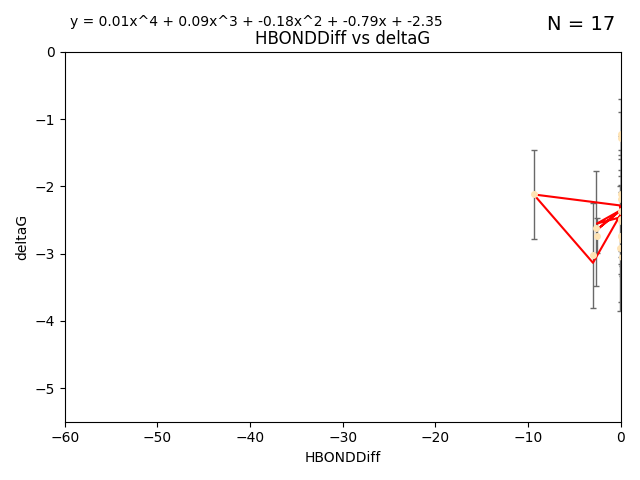 y = 0.01x^4 + 0.09x^3 + -0.18x^2 + -0.79x + -2.35
N = 17
HBONDDiff vs deltaG
0
−1
−2
−3
−4
−5
deltaG
−60 −50 −40 −30 −20 −10 0
HBONDDiff